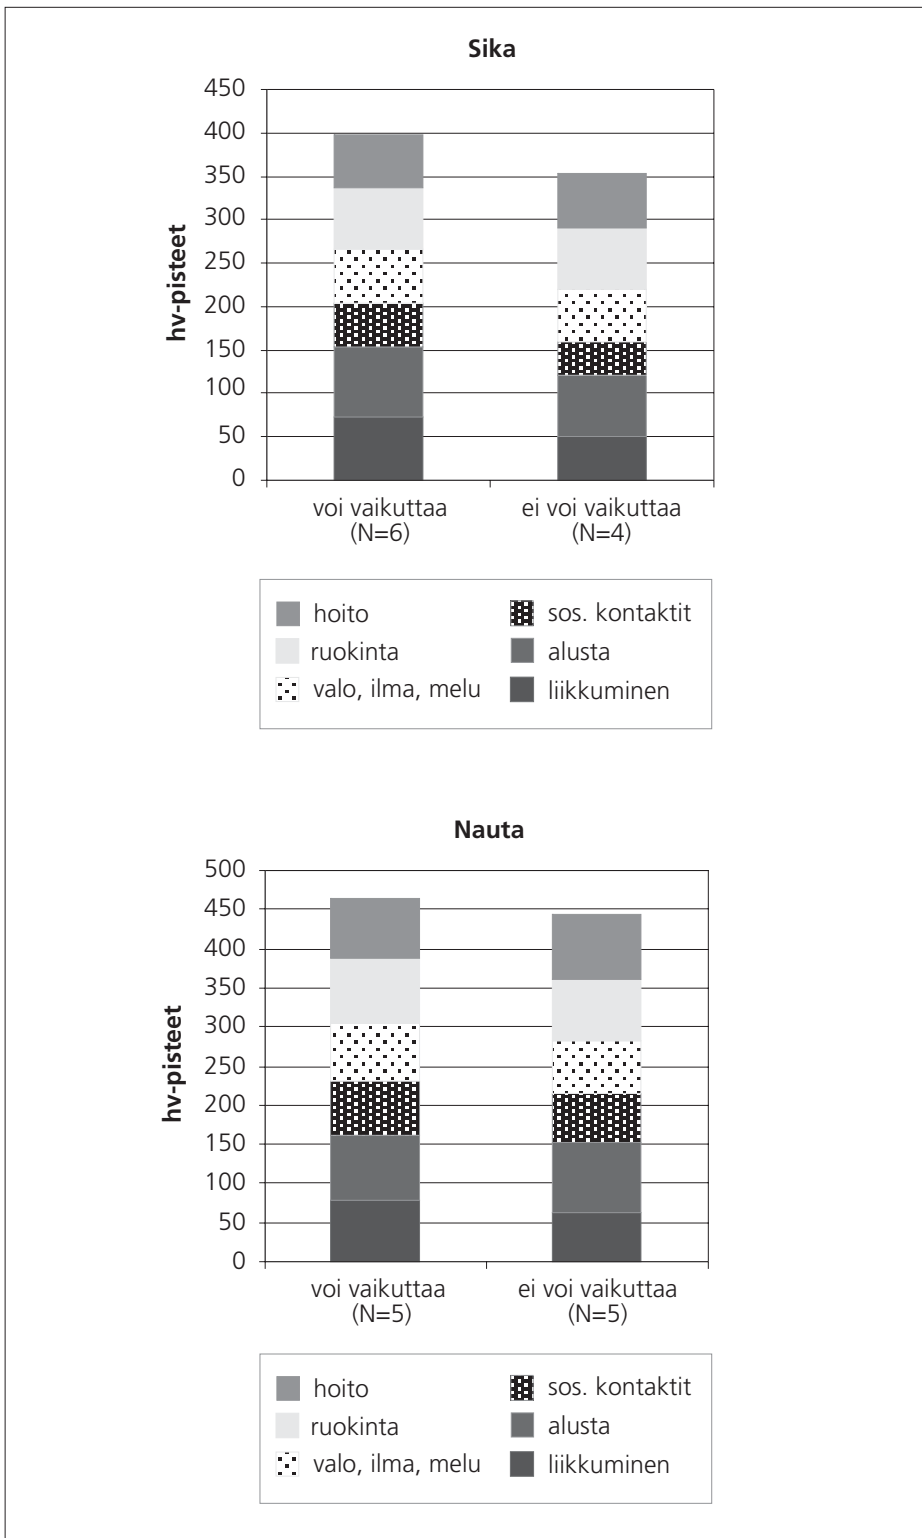 Sika
450
400
350
300
250
200
150
100
50
0
hv-pisteet
voi vaikuttaa
(N=6)
ei voi vaikuttaa
(N=4)
hoito
ruokinta
valo, ilma, melu
sos. kontaktit
alusta
liikkuminen
Nauta
500
450
400
350
300
250
200
150
100
50
0
hv-pisteet
voi vaikuttaa
(N=5)
ei voi vaikuttaa
(N=5)
hoito
ruokinta
valo, ilma, melu
sos. kontaktit
alusta
liikkuminen